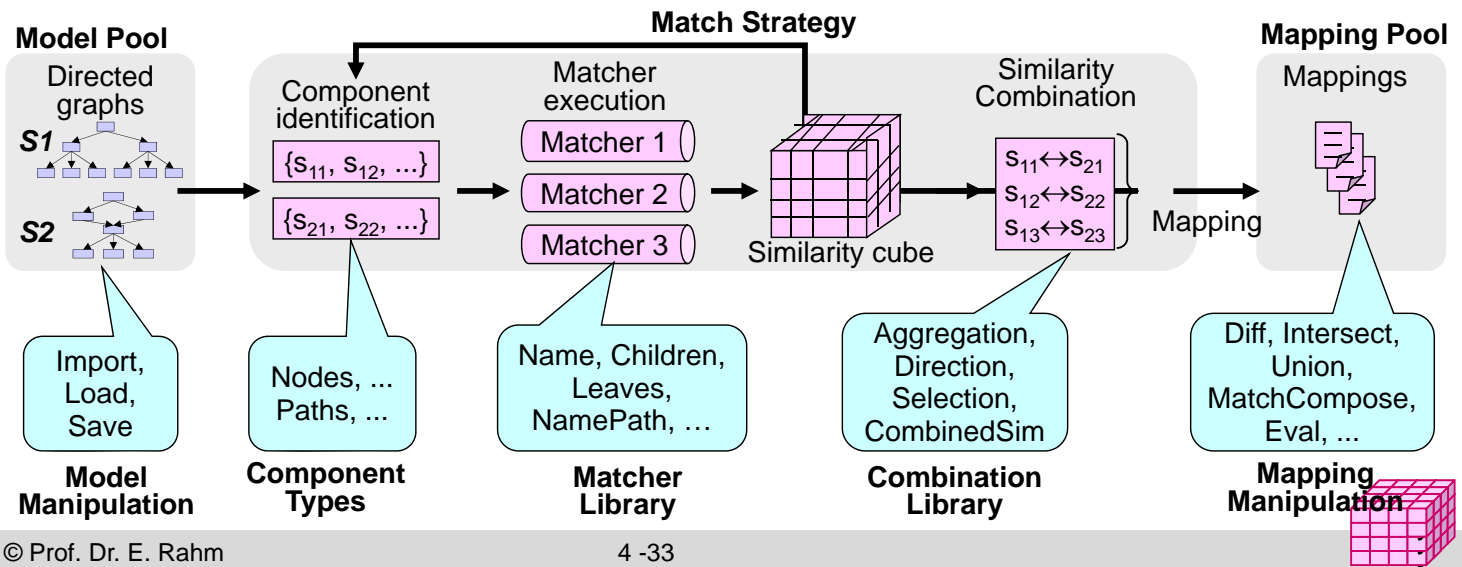 Match Strategy
Model Pool
Mapping Pool
Directed
graphs
S1
S2
Component
identification
{s11, s12, ...}
{s21, s22, ...}
Matcher
execution
Matcher 1
Matcher 2
Matcher 3
Similarity cube
Similarity
Combination
s11↔s21
s12↔s22
s13↔s23
Mapping
Mappings
Import,
Load,
Save
Nodes, ...
Paths, ...
Name, Children,
Leaves,
NamePath, …
Aggregation,
Direction,
Selection,
CombinedSim
Diff, Intersect,
Union,
MatchCompose,
Eval, ...
Model
Manipulation
Component
Types
Matcher
Library
Combination
Library
Mapping
Manipulation
© Prof. Dr. E. Rahm
4 -33